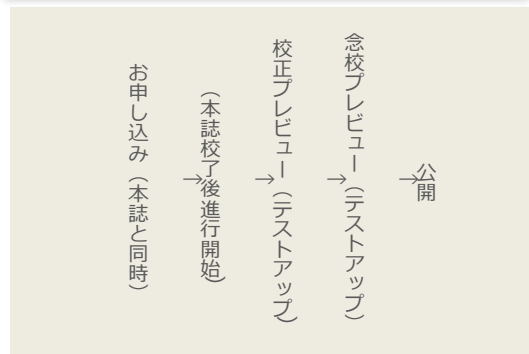 お申し込み（本誌と同時）
→
（本誌校了後進行開始）
→
校正プレビュー（テストアップ）
→
念校プレビュー（テストアップ）
→
公開